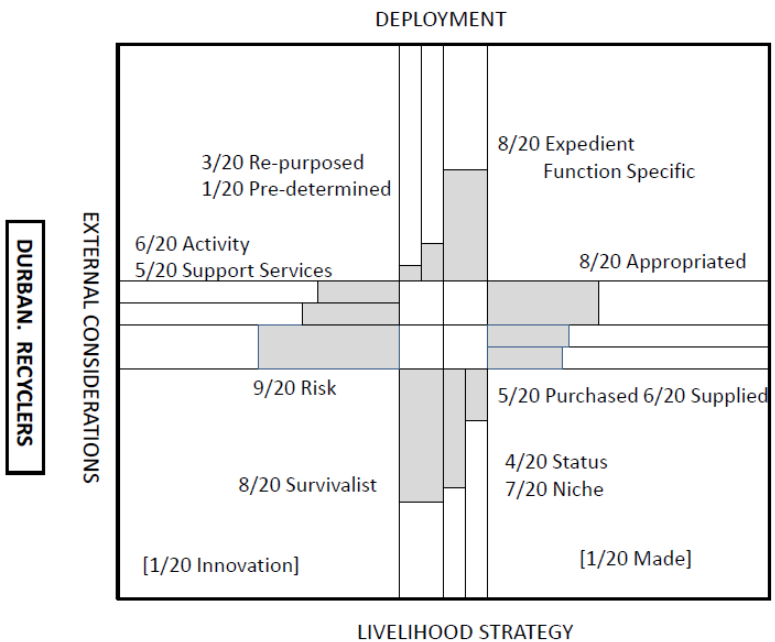 DEPLOYMENT
3/20 Re-purposed
1/20 Pre-determined
8/20 Expedient
Function Specific
6/20 Activity
5/20 Support Services
8/20 Appropriated
EXTERNAL CONSIDERATIONS
DURBAN. RECYCLERS
9/20 Risk
5/20 Purchased 6/20 Supplied
8/20 Survivalist
4/20 Status
7/20 Niche
[1/20 Innovation]
[1/20 Made]
LIVELIHOOD STRATEGY